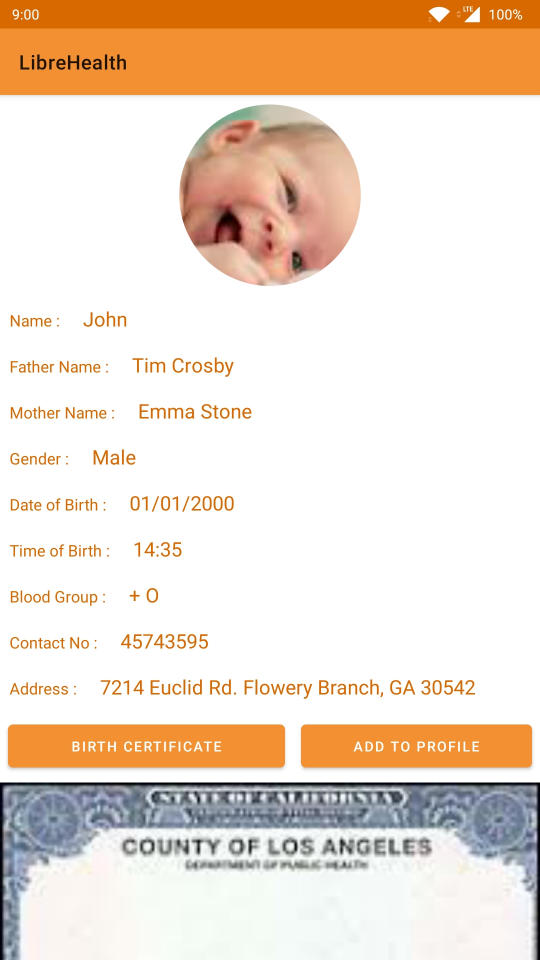 9:00
LTE
100%
LibreHealth
Name : John
Father Name : Tim Crosby
Mother Name : Emma Stone
Gender : Male
Date of Birth : 01/01/2000
Time of Birth : 14:35
Blood Group : + O
Contact No : 45743595
Address : 7214 Euclid Rd. Flowery Branch, GA 30542
BIRTH CERTIFICATE
ADD TO PROFILE
STATE OF CALIFORNIA
COUNTY OF LOS ANGELES
DEPARTMENT OF PUBLIC HEALTH